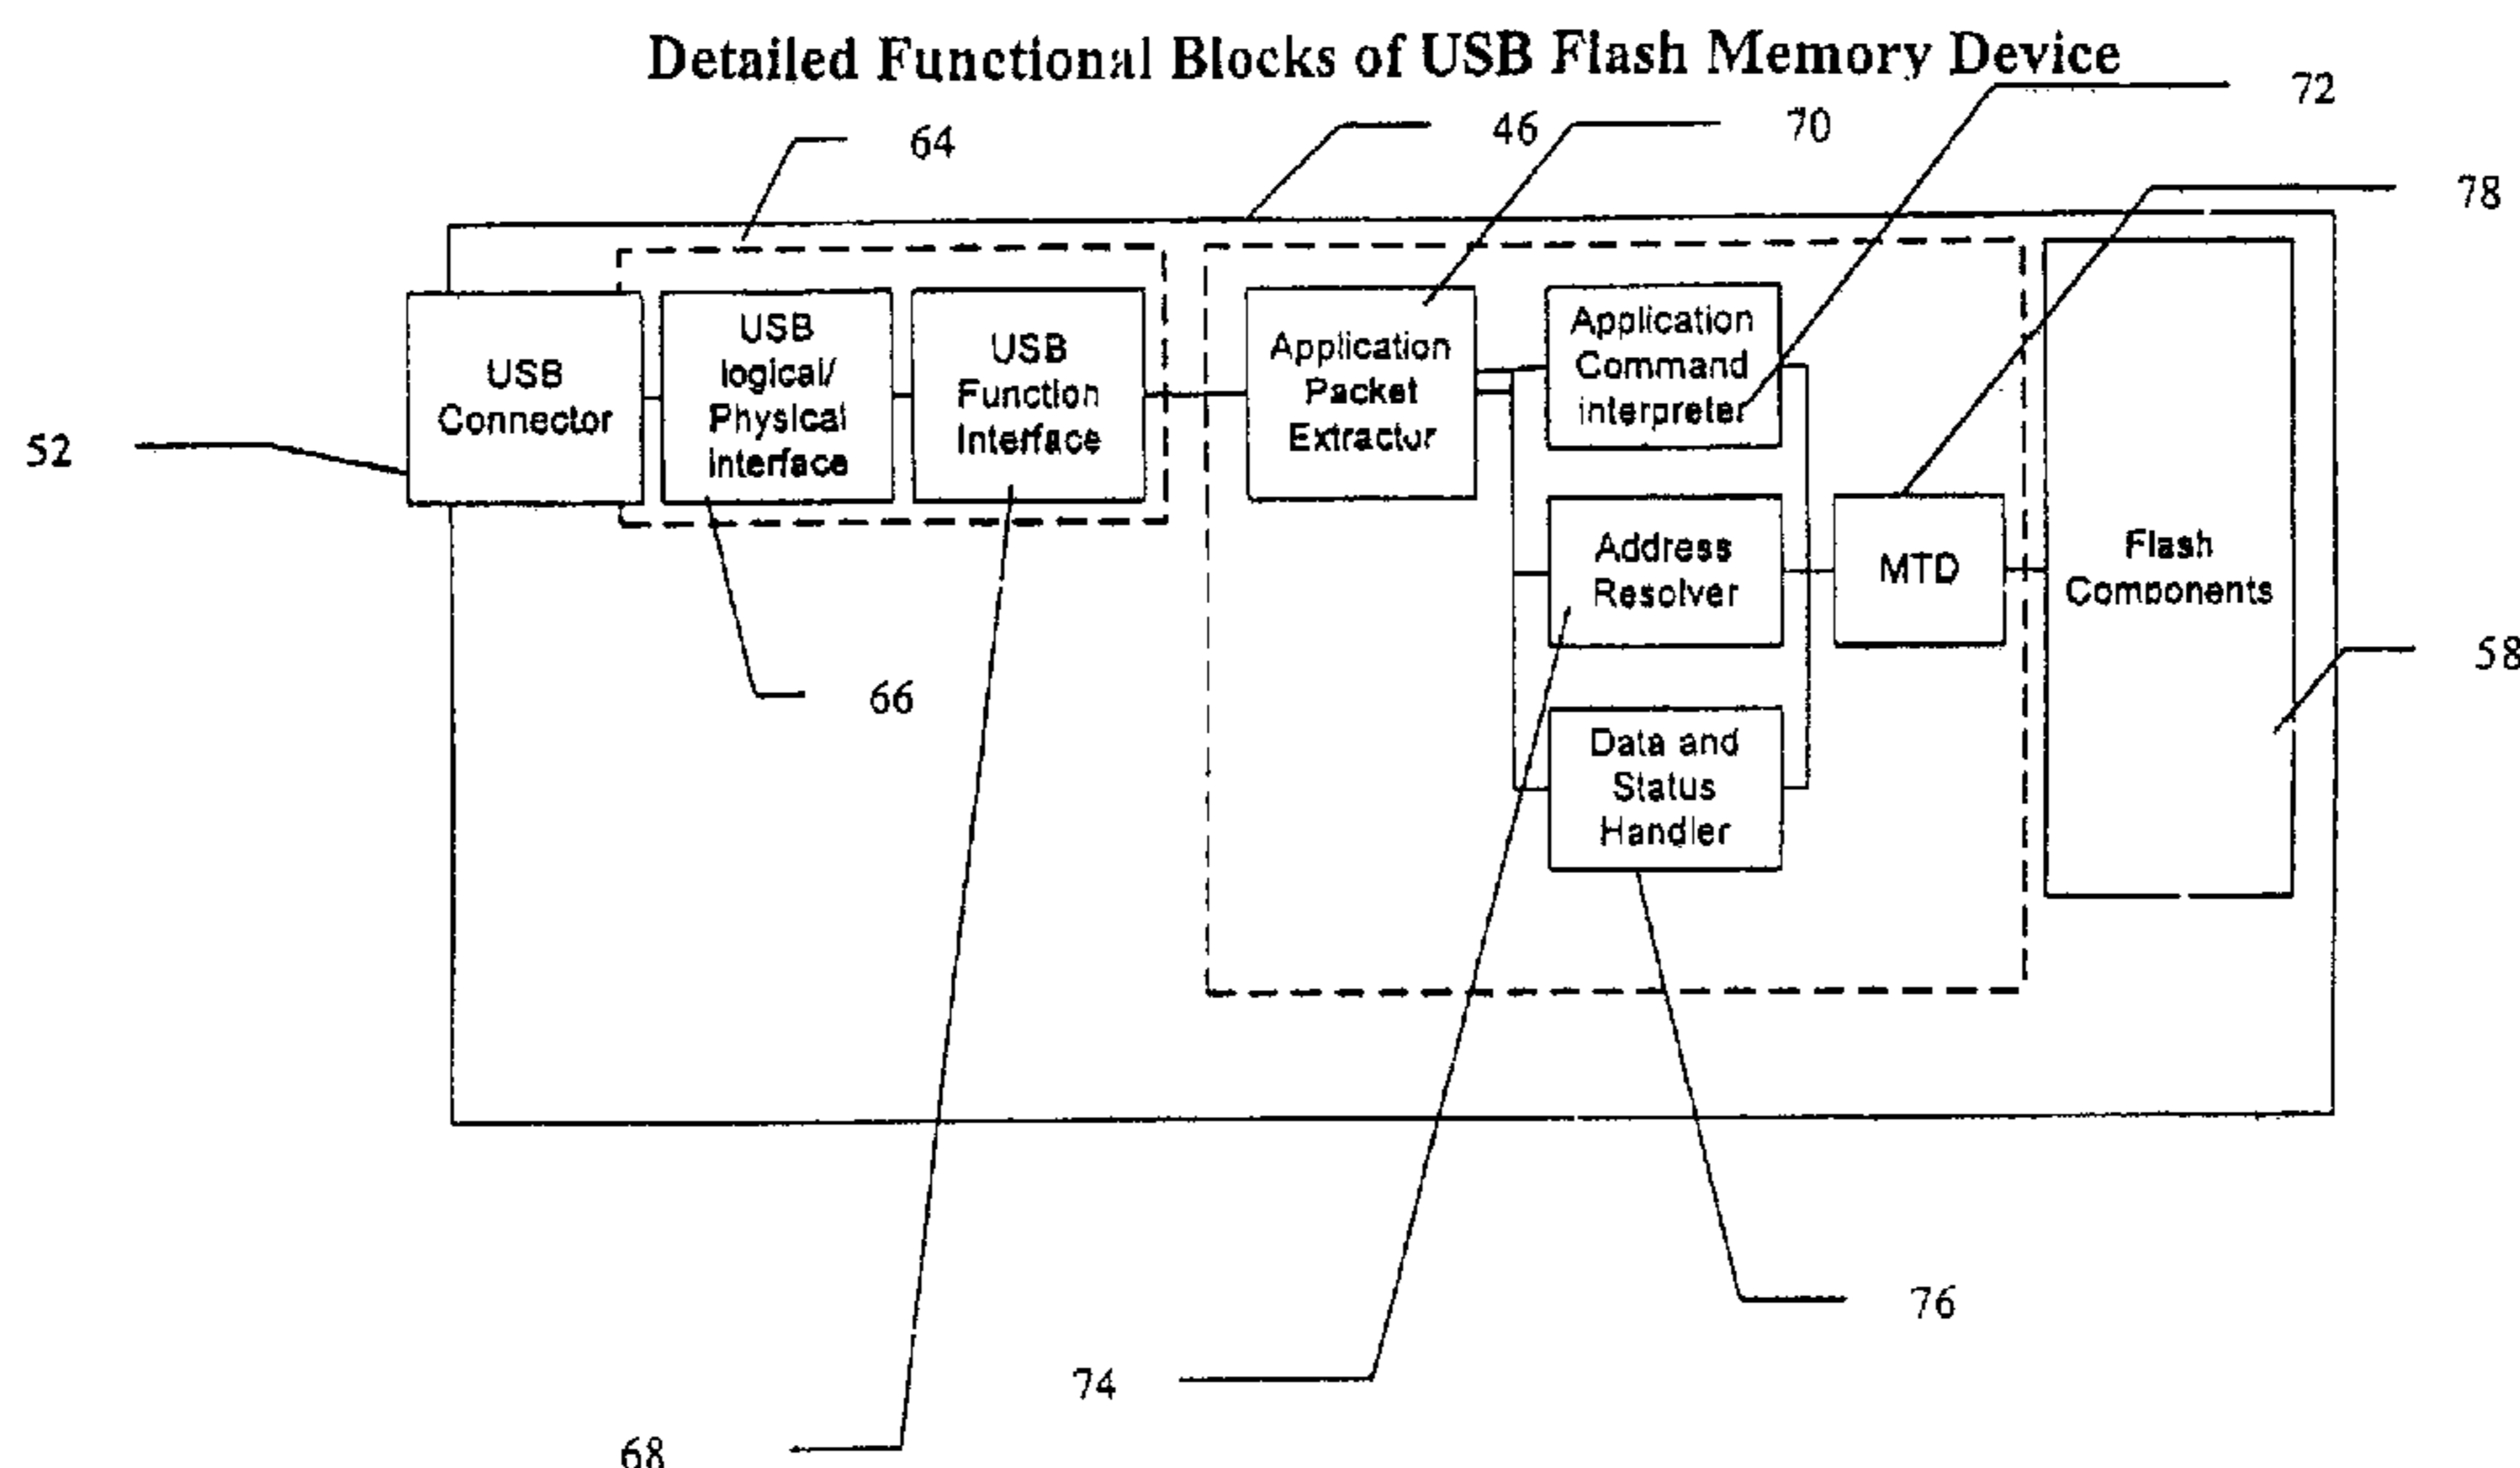 Detailed Functional Blocks of USB Flash Memory Device
72
64
46
70
78
USB
Connector
USB
logical/
Physical
interface
USB
Function
Interface
Application
Packet
Extractor
Application
Command
interpreter
52
Address
Resolver
MTD
Flash
Components
58
66
Data and
Status
Handler
76
74
68